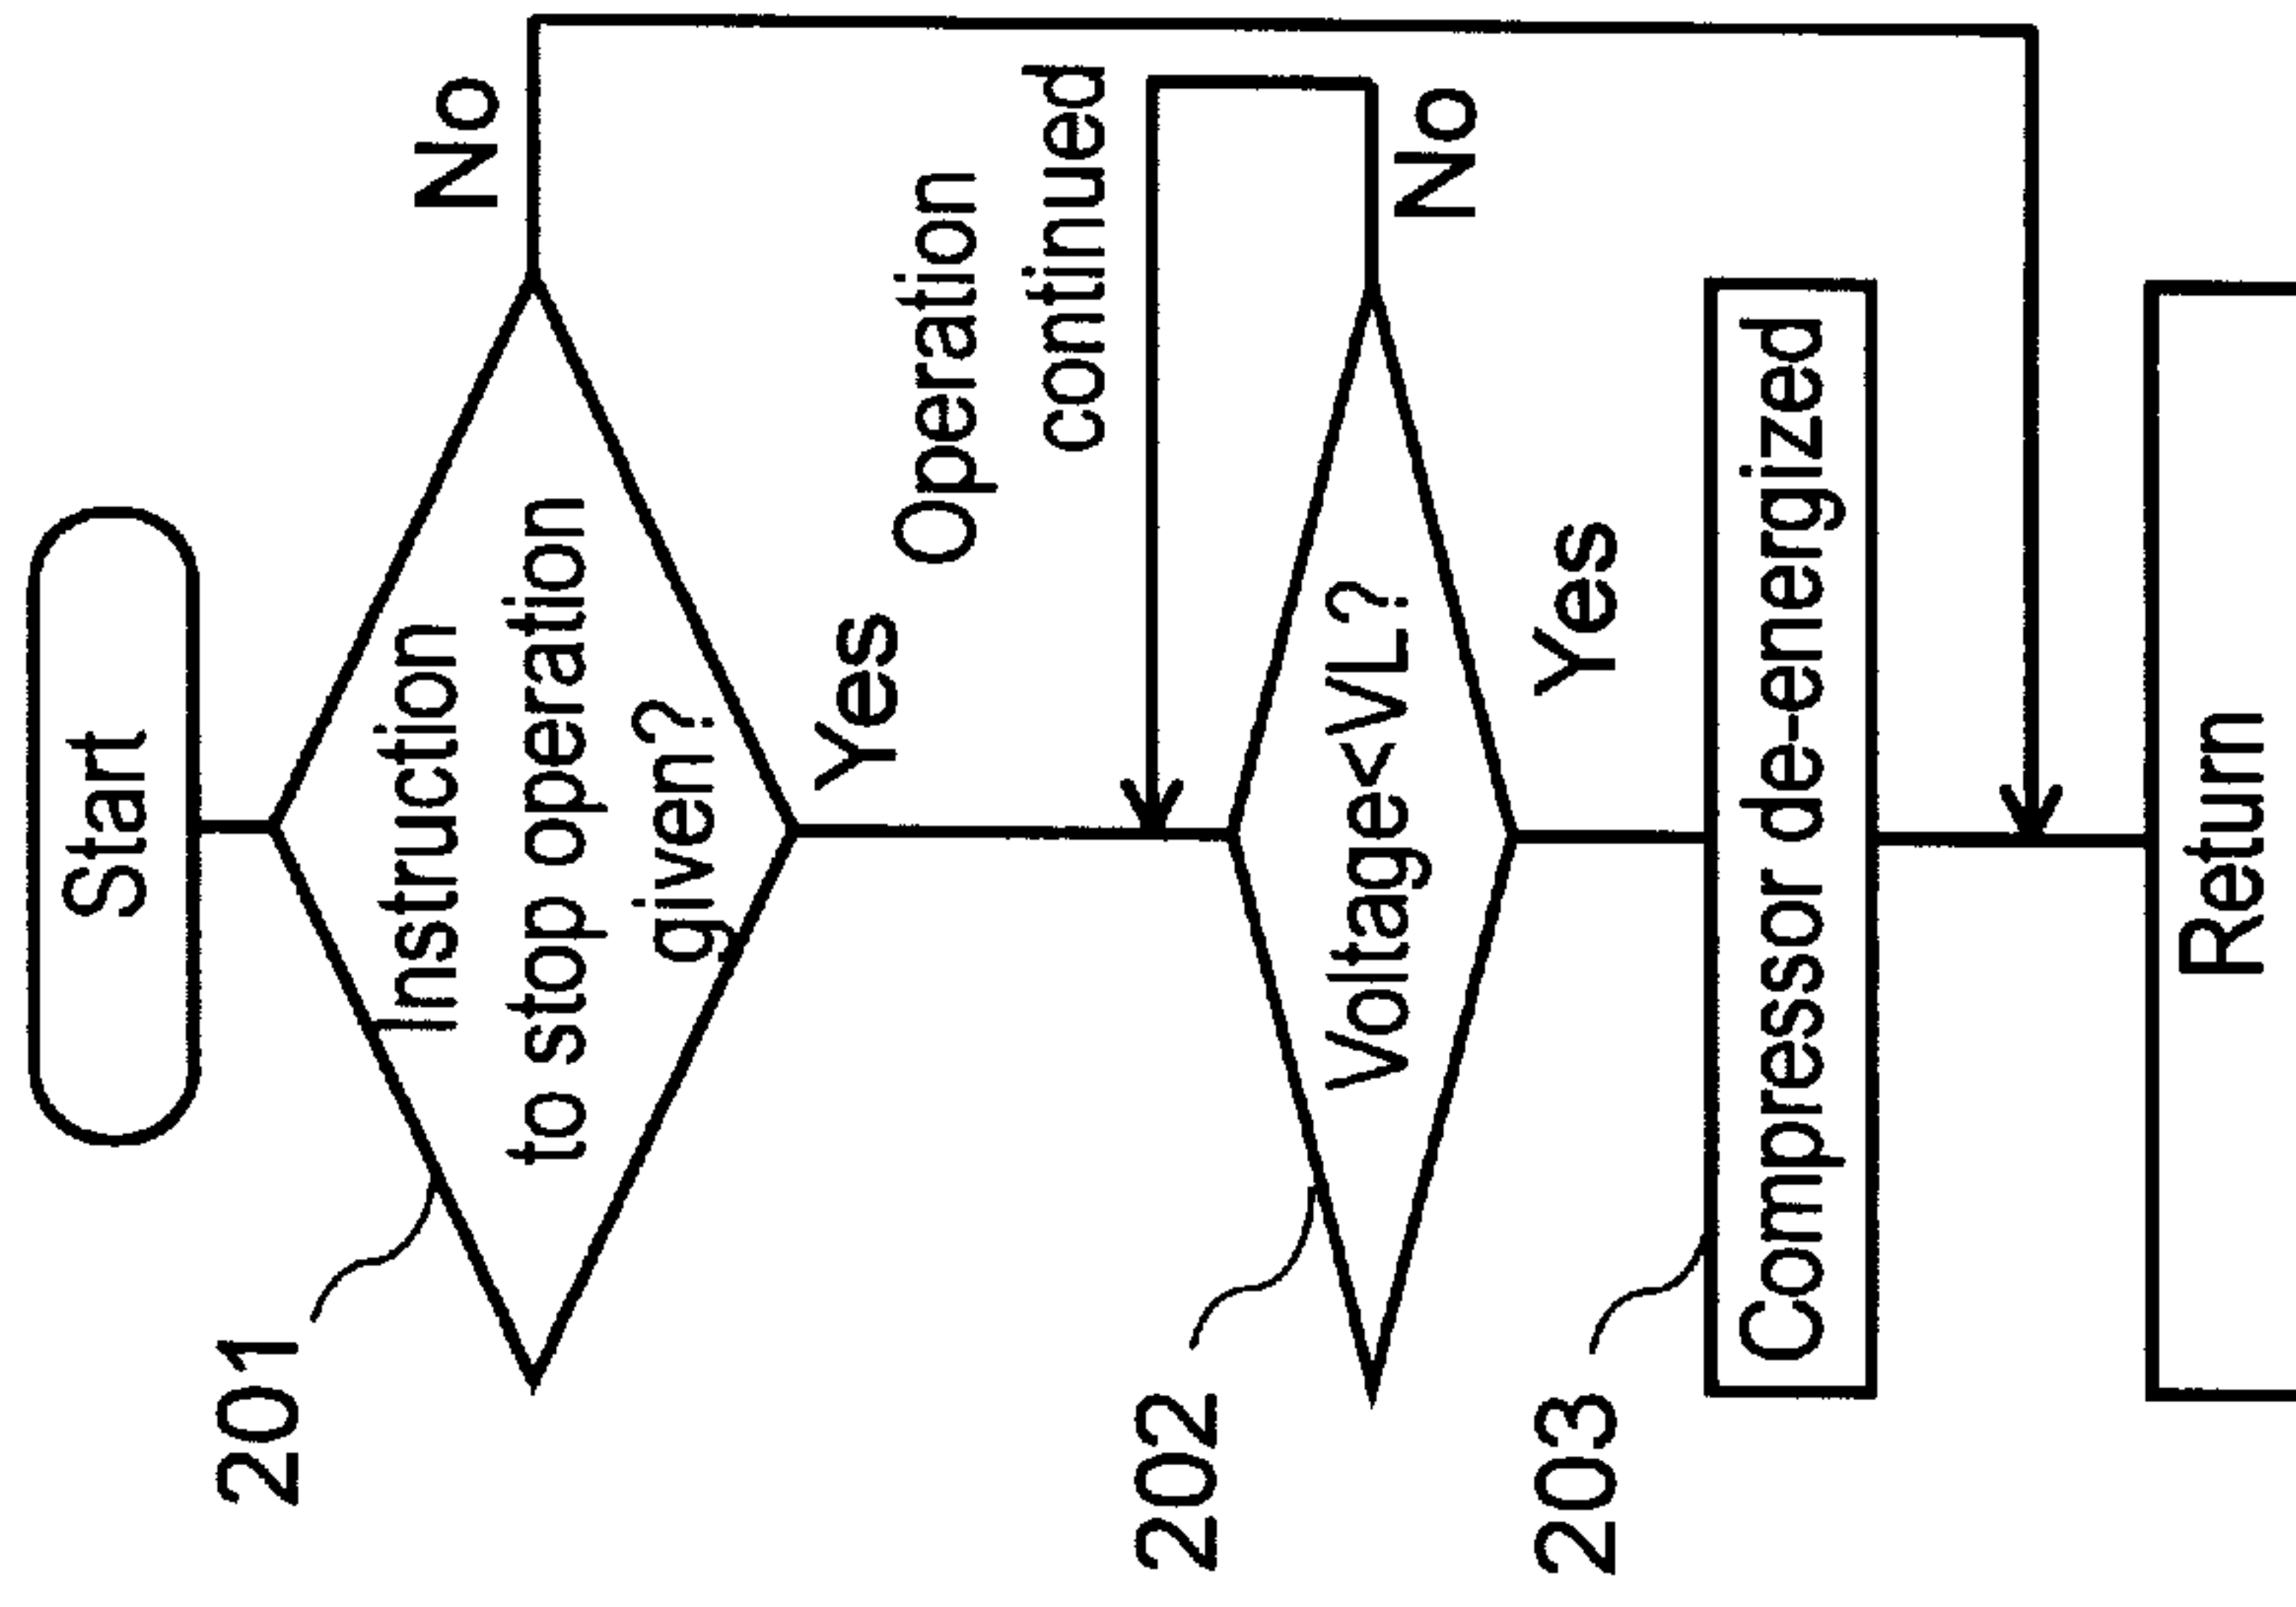 Start
201
Instruction
to stop operation
given?
No
Yes
Operation
continued
202
Voltage<VL?
No
Yes
203
Compressor de-energized
Return